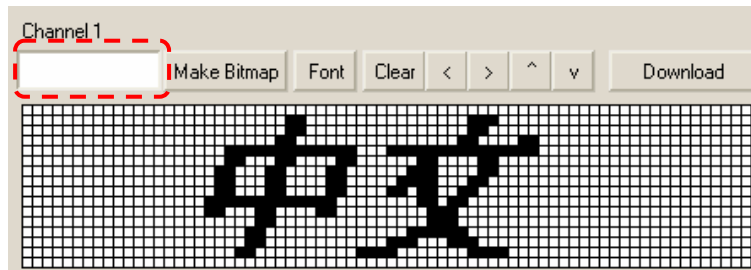 Channel 1
Make Bitmap Font Clear < > ^ v Download
中文